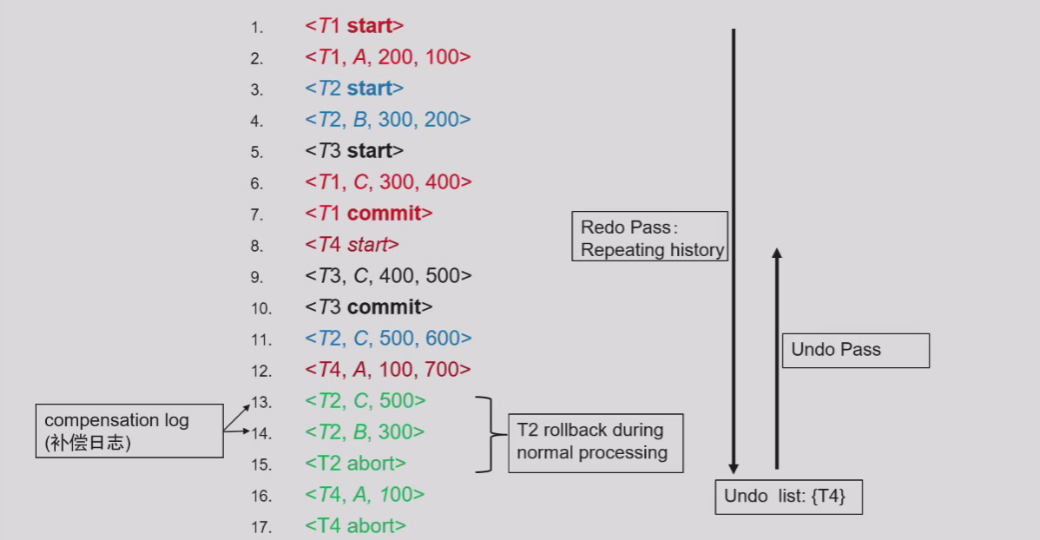 1. <T1 start>
2. <T1, A, 200, 100>
3. <T2 start>
4. <T2, B, 300, 200>
5. <T3 start>
6. <T1, C, 300, 400>
7. <T1 commit>
8. <T4 start>
9. <T3, C, 400, 500>
10. <T3 commit>
11. <T2, C, 500, 600>
12. <T4, A, 100, 700>
13. <T2, C, 500>
14. <T2, B, 300>
15. <T2 abort>
16. <T4, A, 100>
17. <T4 abort>
compensation log
(补偿日志)
T2 rollback during
normal processing
Redo Pass：
Repeating history
Undo Pass
Undo list: {T4}